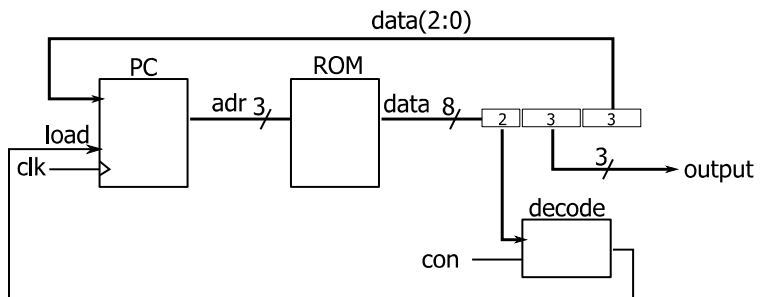 data(2:0)
PC
ROM
adr 3
data 8
2 3 3
load
clk
3
output
decode
con